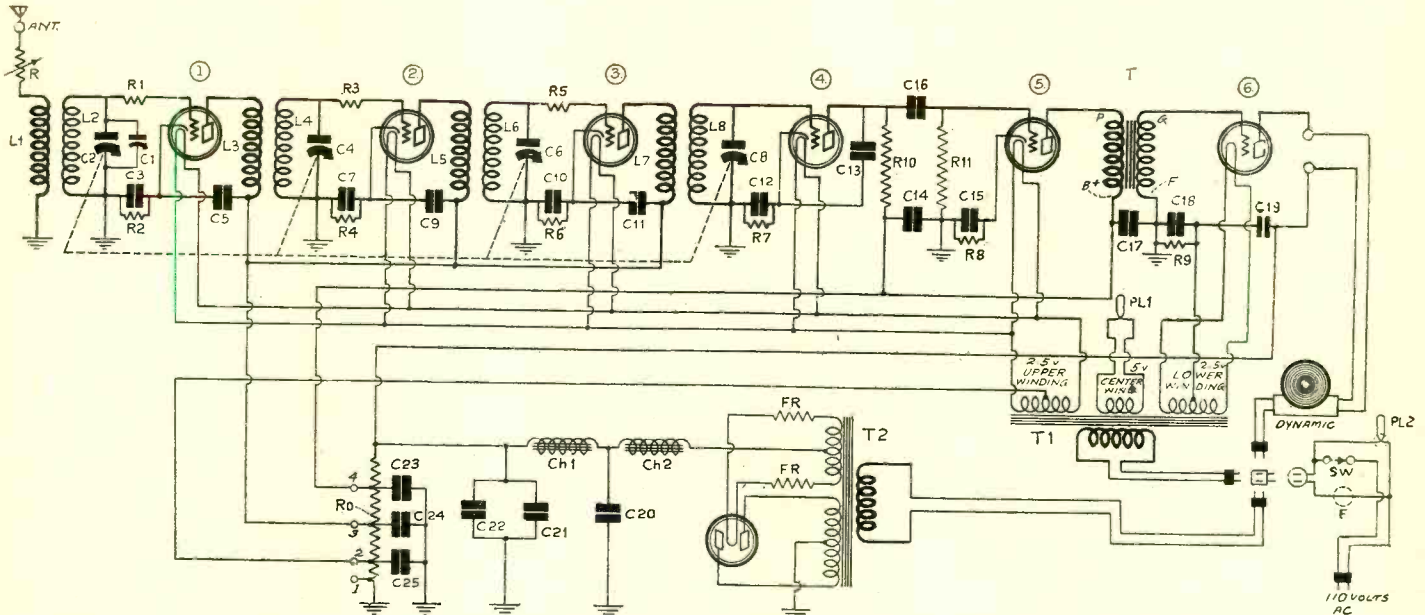 ANT.
R
L1
L2
C2
C1
R1
C3
R2
1
L3
C5
L4
C4
R3
C7
R4
2
L5
C9
L6
C6
R5
C10
R6
3
L7
C11
L8
C8
C12
R7
4
C13
R10
C16
C14
R11
C15
R8
5
T
P
B+
G
F
C17
C18
R9
6
C19
PL1
2.5V
UPPER
WINDING
5V
CENTER
2.5V
LOWER
WINDING
T1
DYNAMIC
PL2
SW
F
110 VOLTS
AC
4
RD
3
2
1
C23
C24
C25
C22
C21
Ch1
C20
Ch2
FR
FR
T2